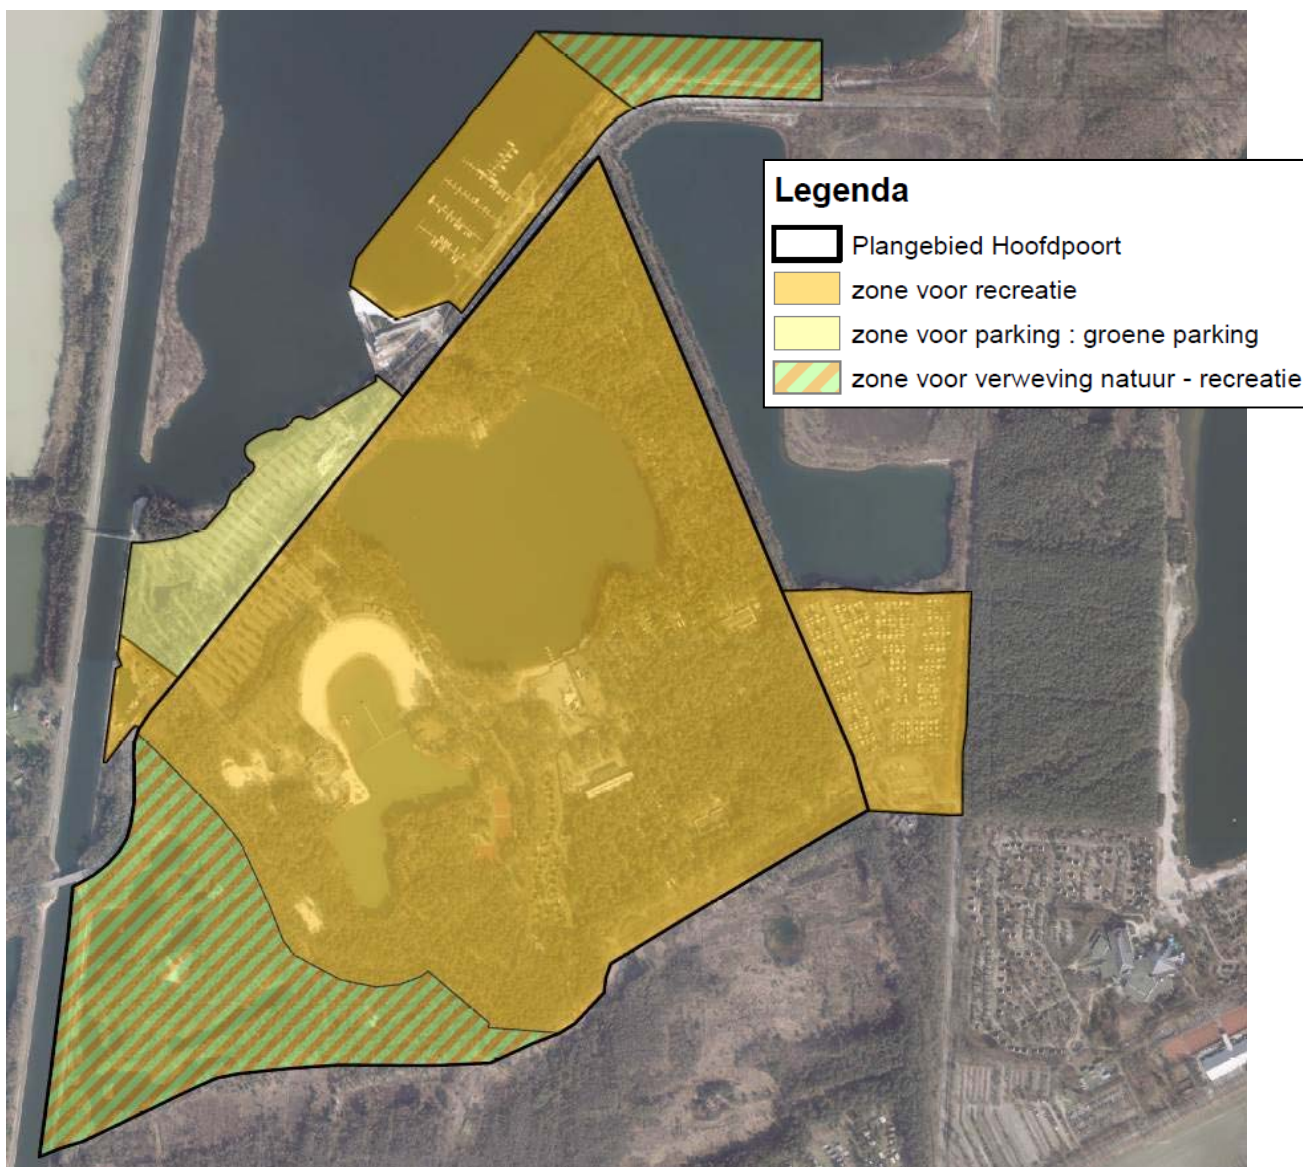 Legenda
Plangebied Hoofdpoort
zone voor recreatie
zone voor parking : groene parking
zone voor verweving natuur - recreatie